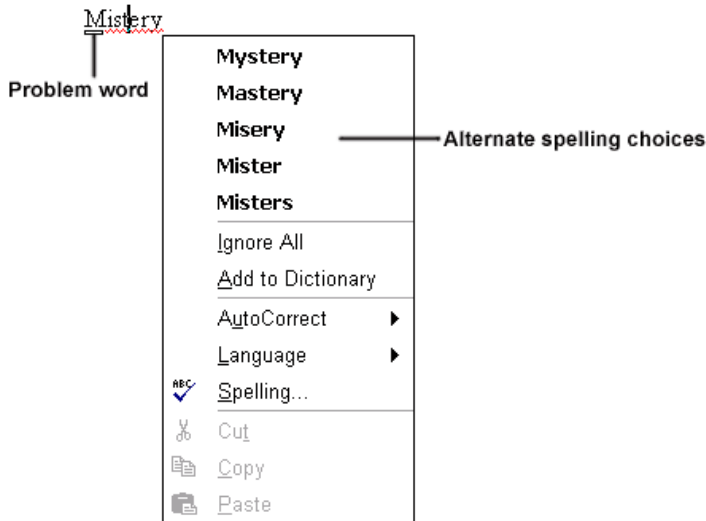 Mistery
Problem word
Mystery
Mastery
Misery
Mister
Misters
Alternate spelling choices
Ignore All
Add to Dictionary
AutoCorrect
Language
ABC
Spelling...
Cut
Copy
Paste